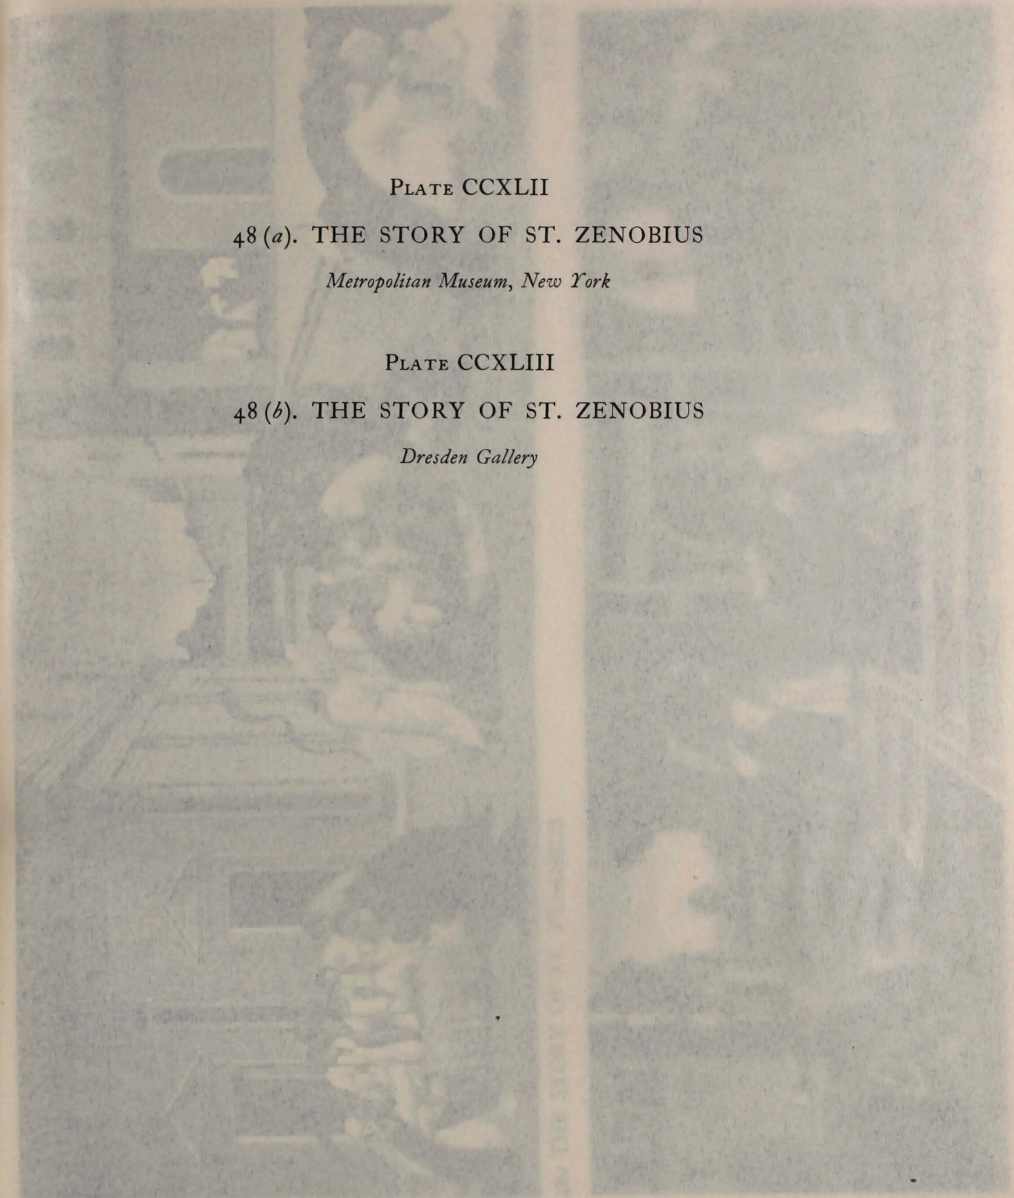 PLATE CCXLII
48 (a). THE STORY OF ST. ZENOBIUS
Metropolitan Museum, New York
PLATE CCXLIII
48 (b). THE STORY OF ST. ZENOBIUS
Dresden Gallery